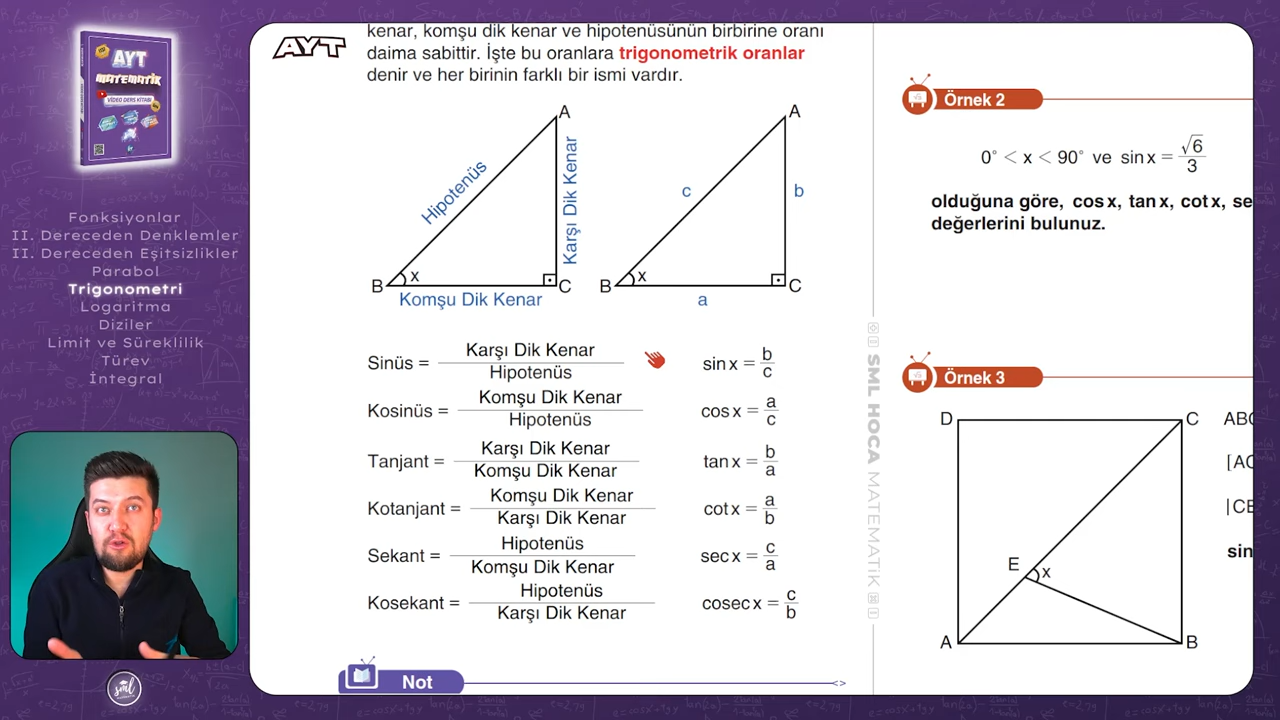 AYT
MATEMATİK
VİDEO DERS KİTABI
Fonksiyonlar
II. Dereceden Denklemler
II. Dereceden Eşitsizlikler
Parabol
Trigonometri
Logaritma
Diziler
Limit ve Süreklilik
Türev
İntegral
sml
AYT
kenar, komşu dik kenar ve hipotenüsünün birbirine oranı
daima sabittir. İşte bu oranlara trigonometrik oranlar
denir ve her birinin farklı bir ismi vardır.
A
Hipotenüs
Karşı Dik Kenar
B
x
C
Komşu Dik Kenar
A
c
b
B
x
C
a
Sinüs = Karşı Dik Kenar / Hipotenüs
sin x = b/c
Kosinüs = Komşu Dik Kenar / Hipotenüs
cos x = a/c
Tanjant = Karşı Dik Kenar / Komşu Dik Kenar
tan x = b/a
Kotanjant = Komşu Dik Kenar / Karşı Dik Kenar
cot x = a/b
Sekant = Hipotenüs / Komşu Dik Kenar
sec x = c/a
Kosekant = Hipotenüs / Karşı Dik Kenar
cosec x = c/b
Not
SML HOCA MATEMATİK
Örnek 2
0° < x < 90° ve sin x = √6/3
olduğuna göre, cos x, tan x, cot x, se
değerlerini bulunuz.
Örnek 3
D
C
ABC
[AC
E
x
|CE
sin
A
B